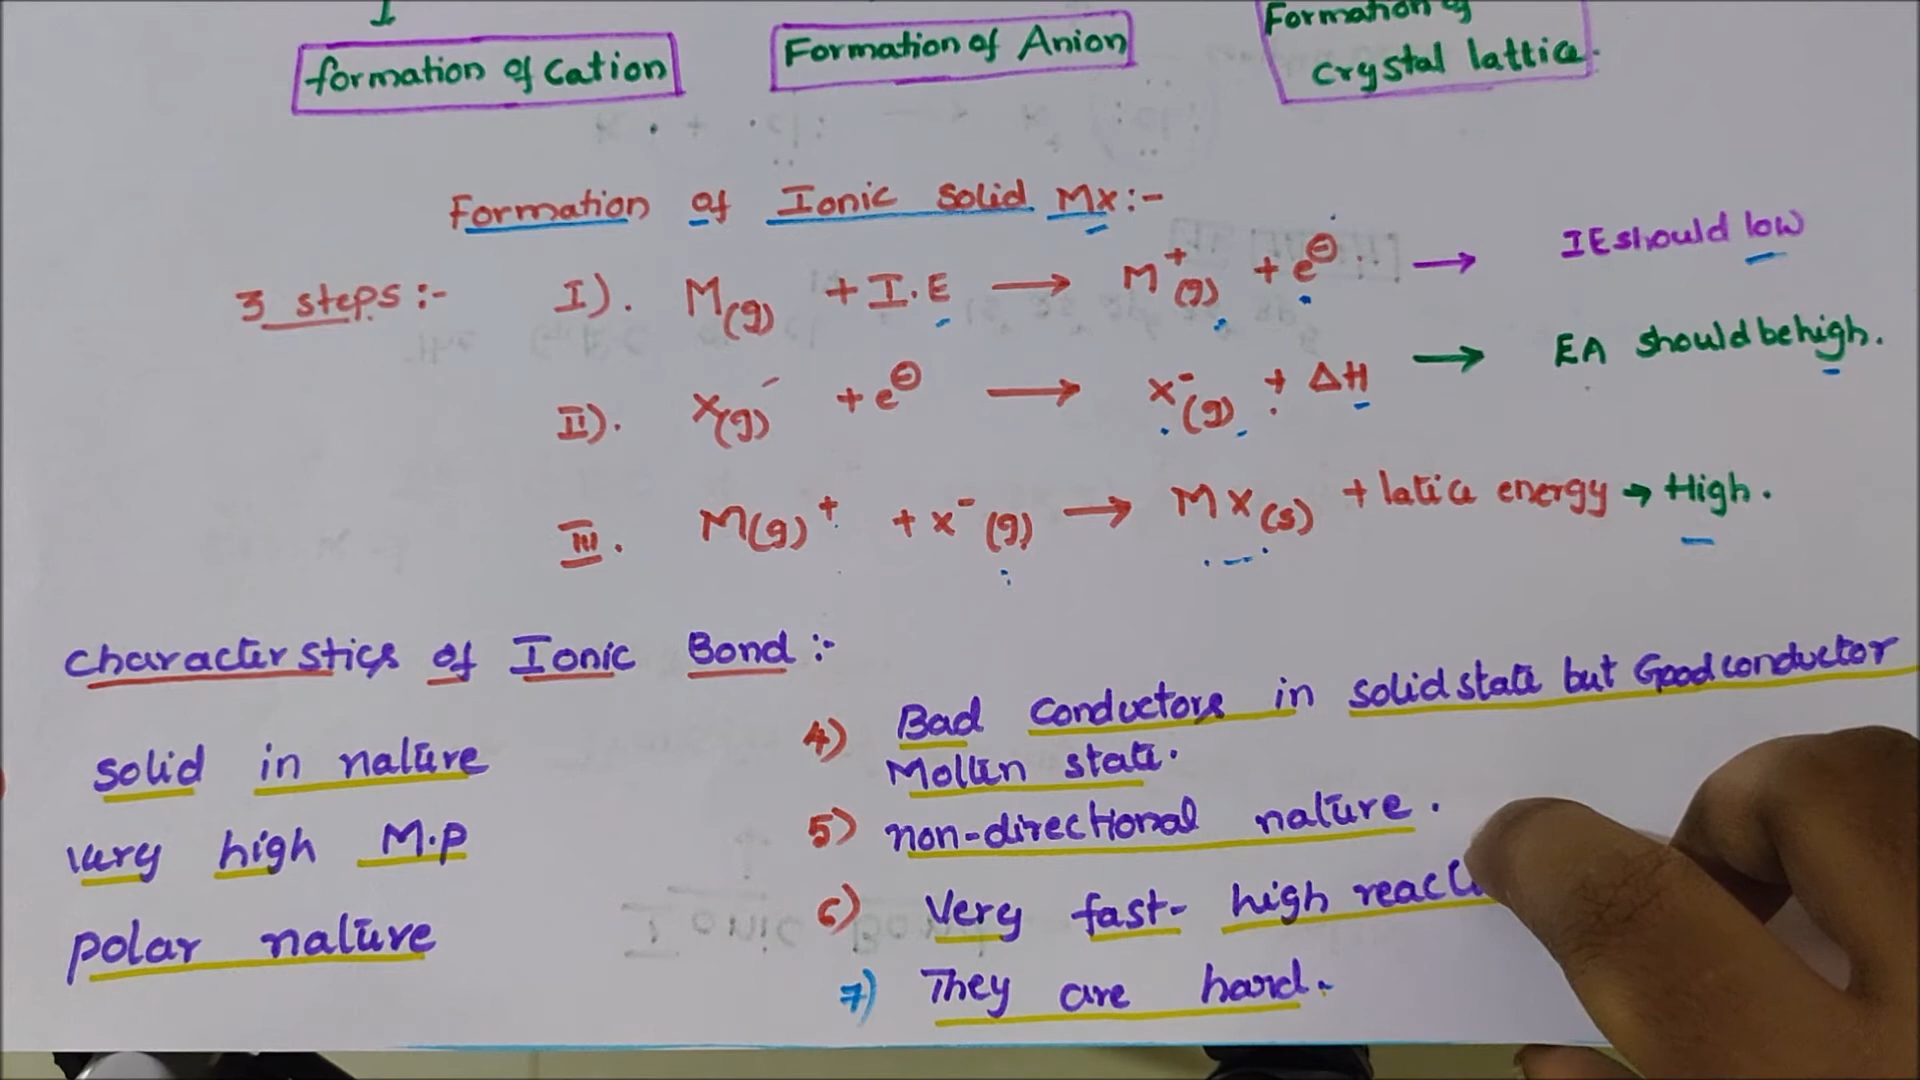 I
formation of Cation
Formation of Anion
Formation of
crystal lattice.
Formation of Ionic solid MX:-
3 steps:- I). M(g) + I.E → M⁺(g) + e⊖. → IE should low
II). X(g) + e⊖ → X⁻(g) + ΔH → EA should be high.
III. M(g)⁺ + X⁻(g) → MX(s) + latice energy → High.
characterstics of Ionic Bond:-
solid in nature
very high M.p
polar nature
4) Bad conductors in solid state but Good conductor
Molten state.
5) non-directional nature.
6) Very fast- high
7) They are hard.